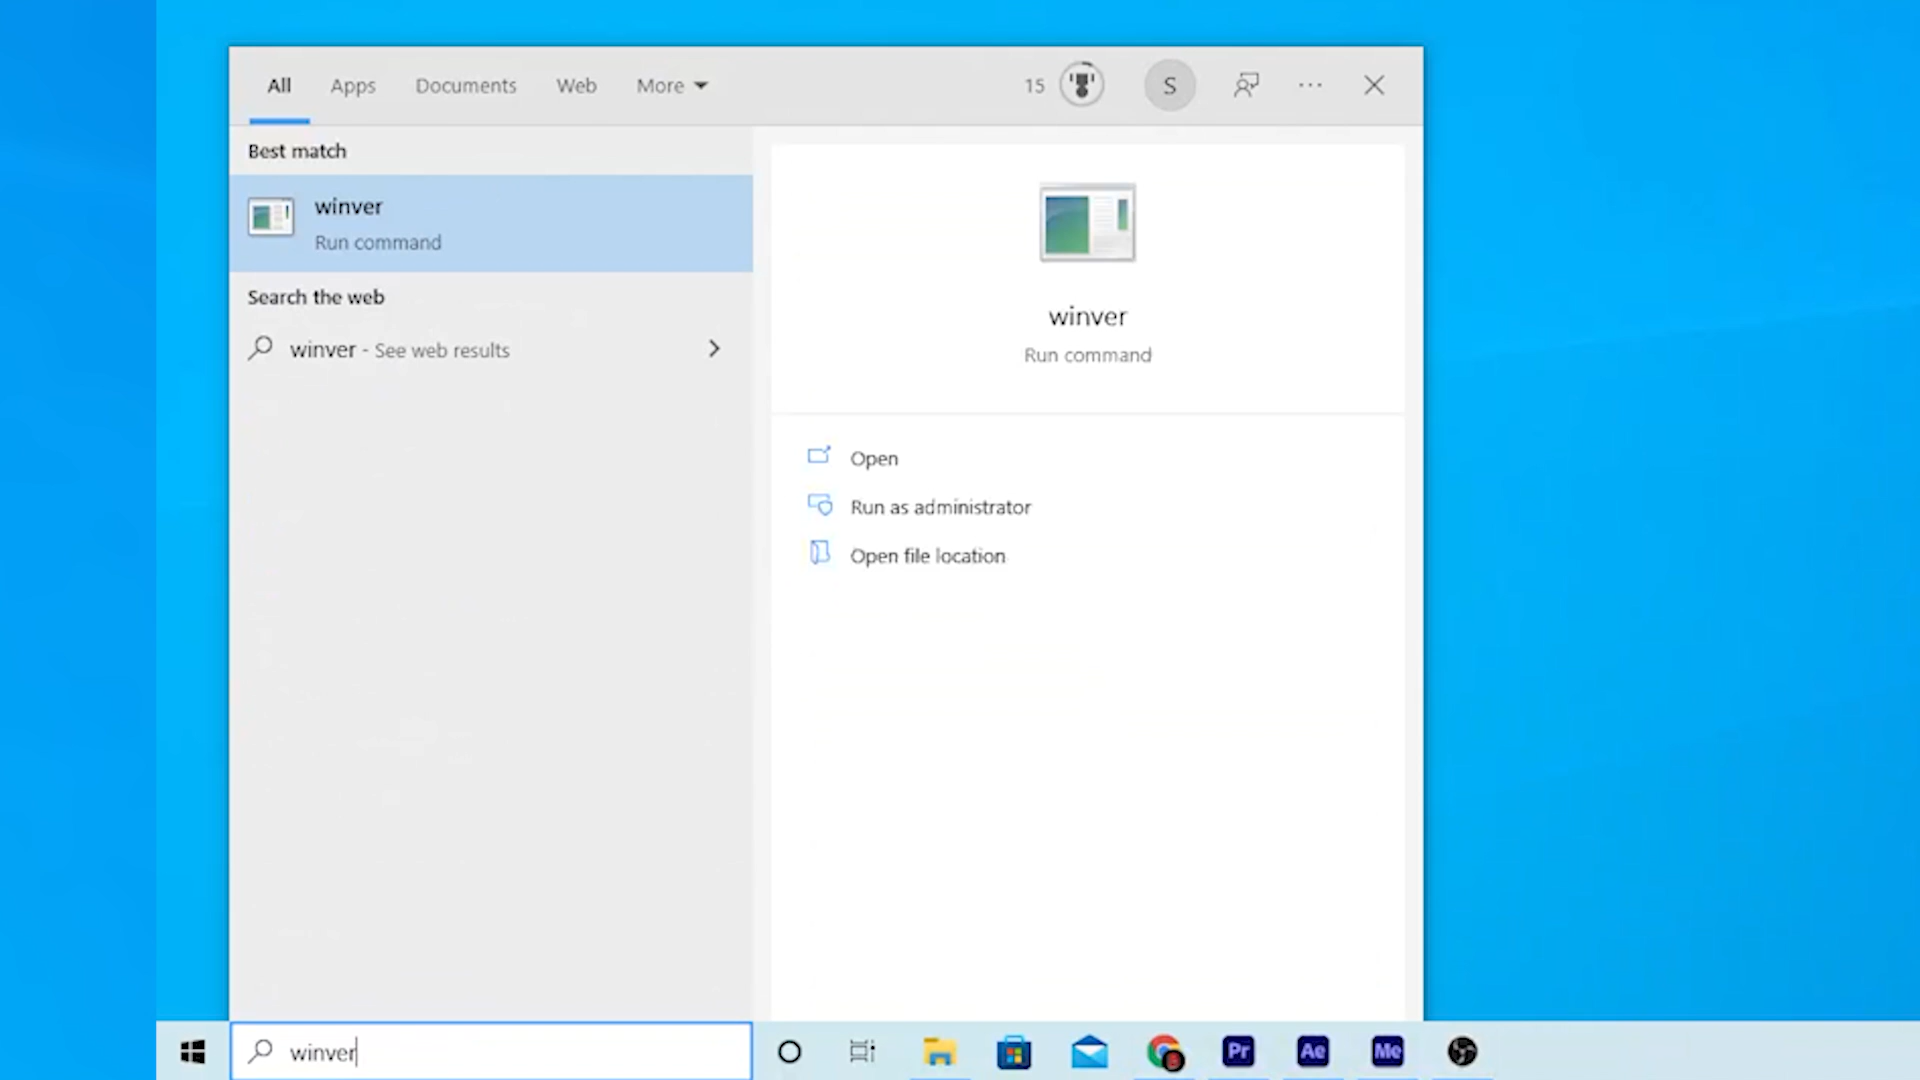 All Apps Documents Web More 15 S
Best match
winver
Run command
Search the web
winver - See web results
winver
Run command
Open
Run as administrator
Open file location
winver
Pr Ae Me